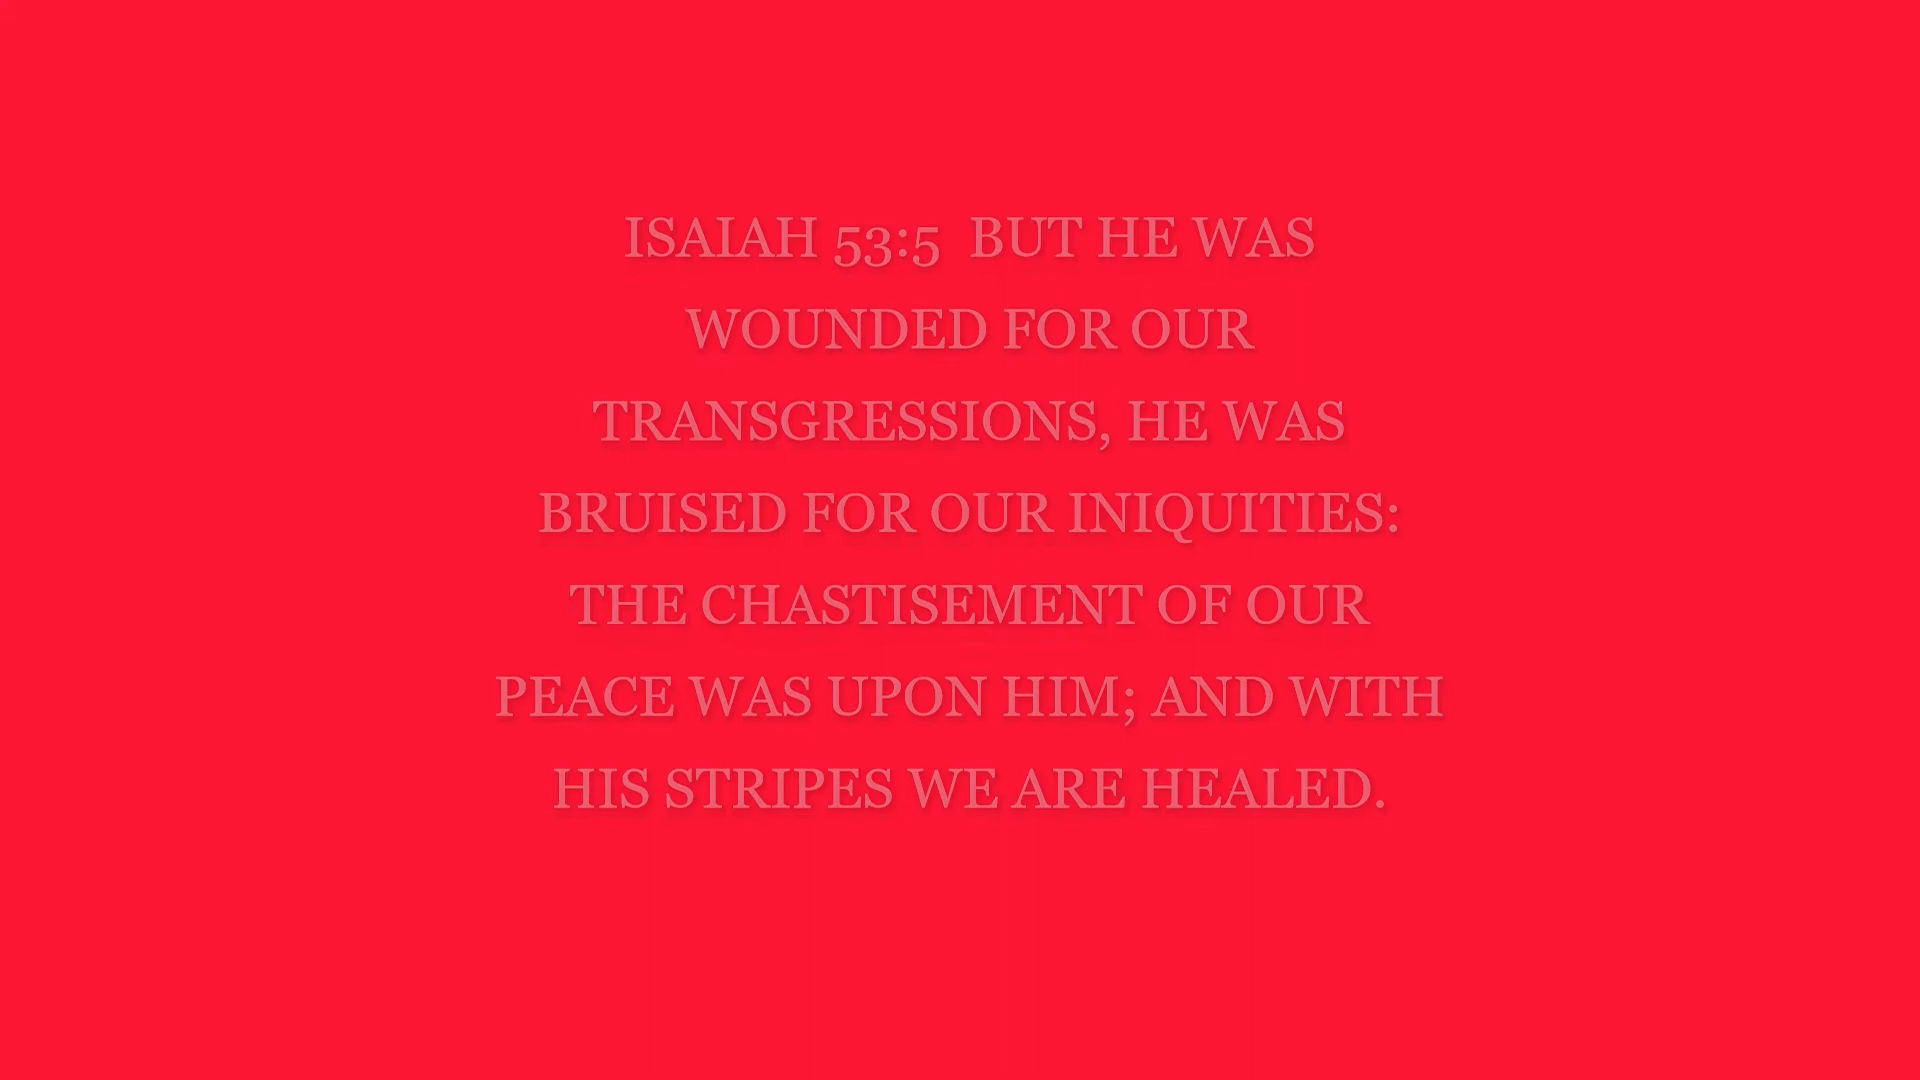 ISAIAH 53:5  BUT HE WAS
WOUNDED FOR OUR
TRANSGRESSIONS, HE WAS
BRUISED FOR OUR INIQUITIES:
THE CHASTISEMENT OF OUR
PEACE WAS UPON HIM; AND WITH
HIS STRIPES WE ARE HEALED.